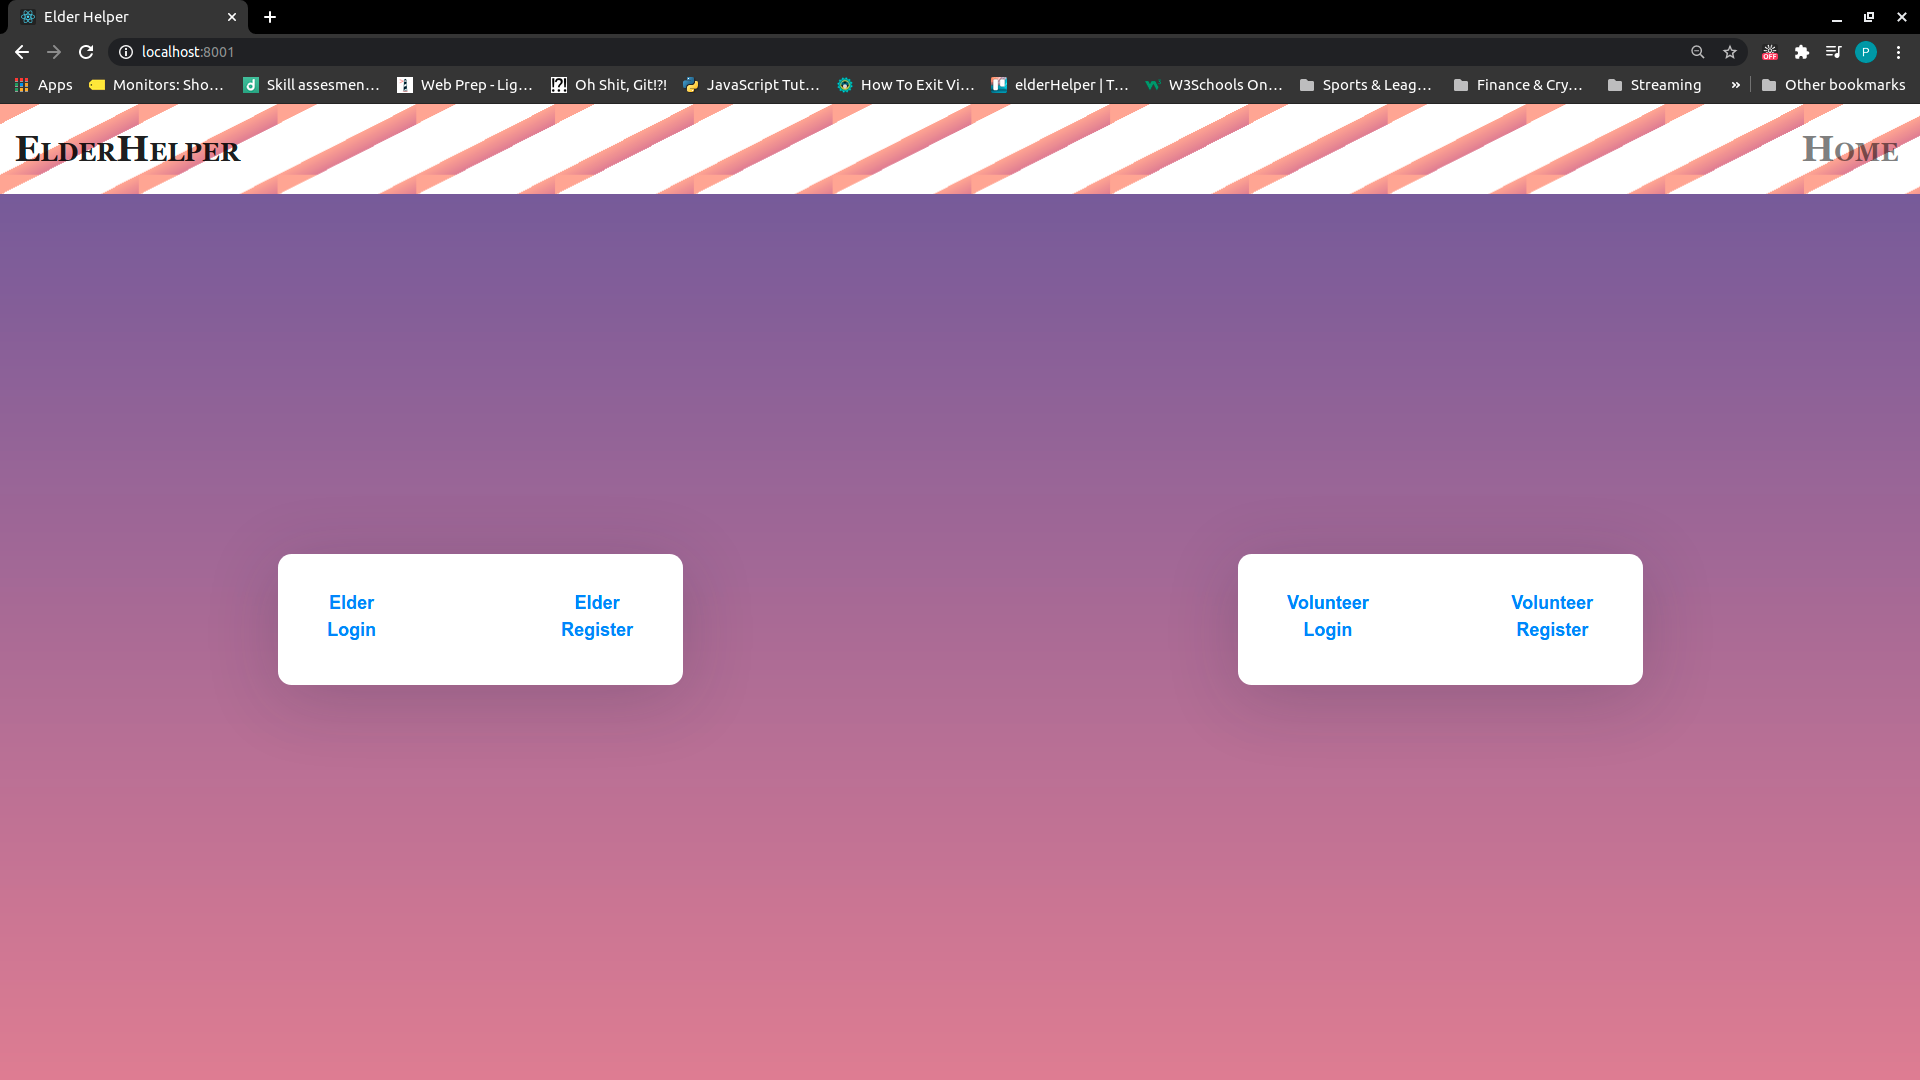 Elder Helper
localhost:8001
P
OFF
Apps
Monitors: Sho...
Skill assesmen...
Web Prep - Lig...
Oh Shit, Git!?!
JavaScript Tut...
How To Exit Vi...
elderHelper | T...
W3Schools On...
Sports & Leag...
Finance & Cry...
Streaming
»
Other bookmarks
ElderHelper
Home
Elder
Login
Elder
Register
Volunteer
Login
Volunteer
Register